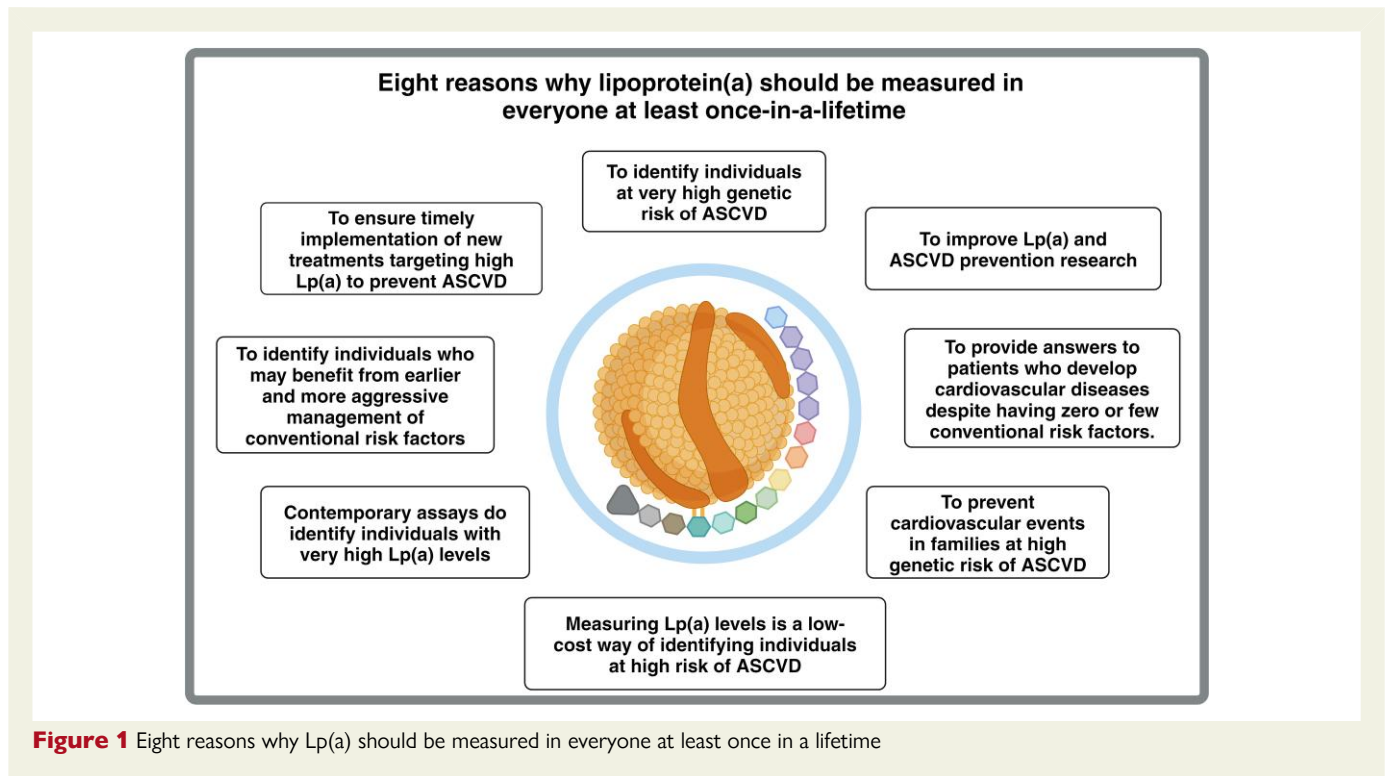 Eight reasons why lipoprotein(a) should be measured in
everyone at least once-in-a-lifetime
To identify individuals
at very high genetic
risk of ASCVD
To ensure timely
implementation of new
treatments targeting high
Lp(a) to prevent ASCVD
To improve Lp(a) and
ASCVD prevention research
To identify individuals who
may benefit from earlier
and more aggressive
management of
conventional risk factors
To provide answers to
patients who develop
cardiovascular diseases
despite having zero or few
conventional risk factors.
Contemporary assays do
identify individuals with
very high Lp(a) levels
To prevent
cardiovascular events
in families at high
genetic risk of ASCVD
Measuring Lp(a) levels is a low-
cost way of identifying individuals
at high risk of ASCVD
Figure 1 Eight reasons why Lp(a) should be measured in everyone at least once in a lifetime